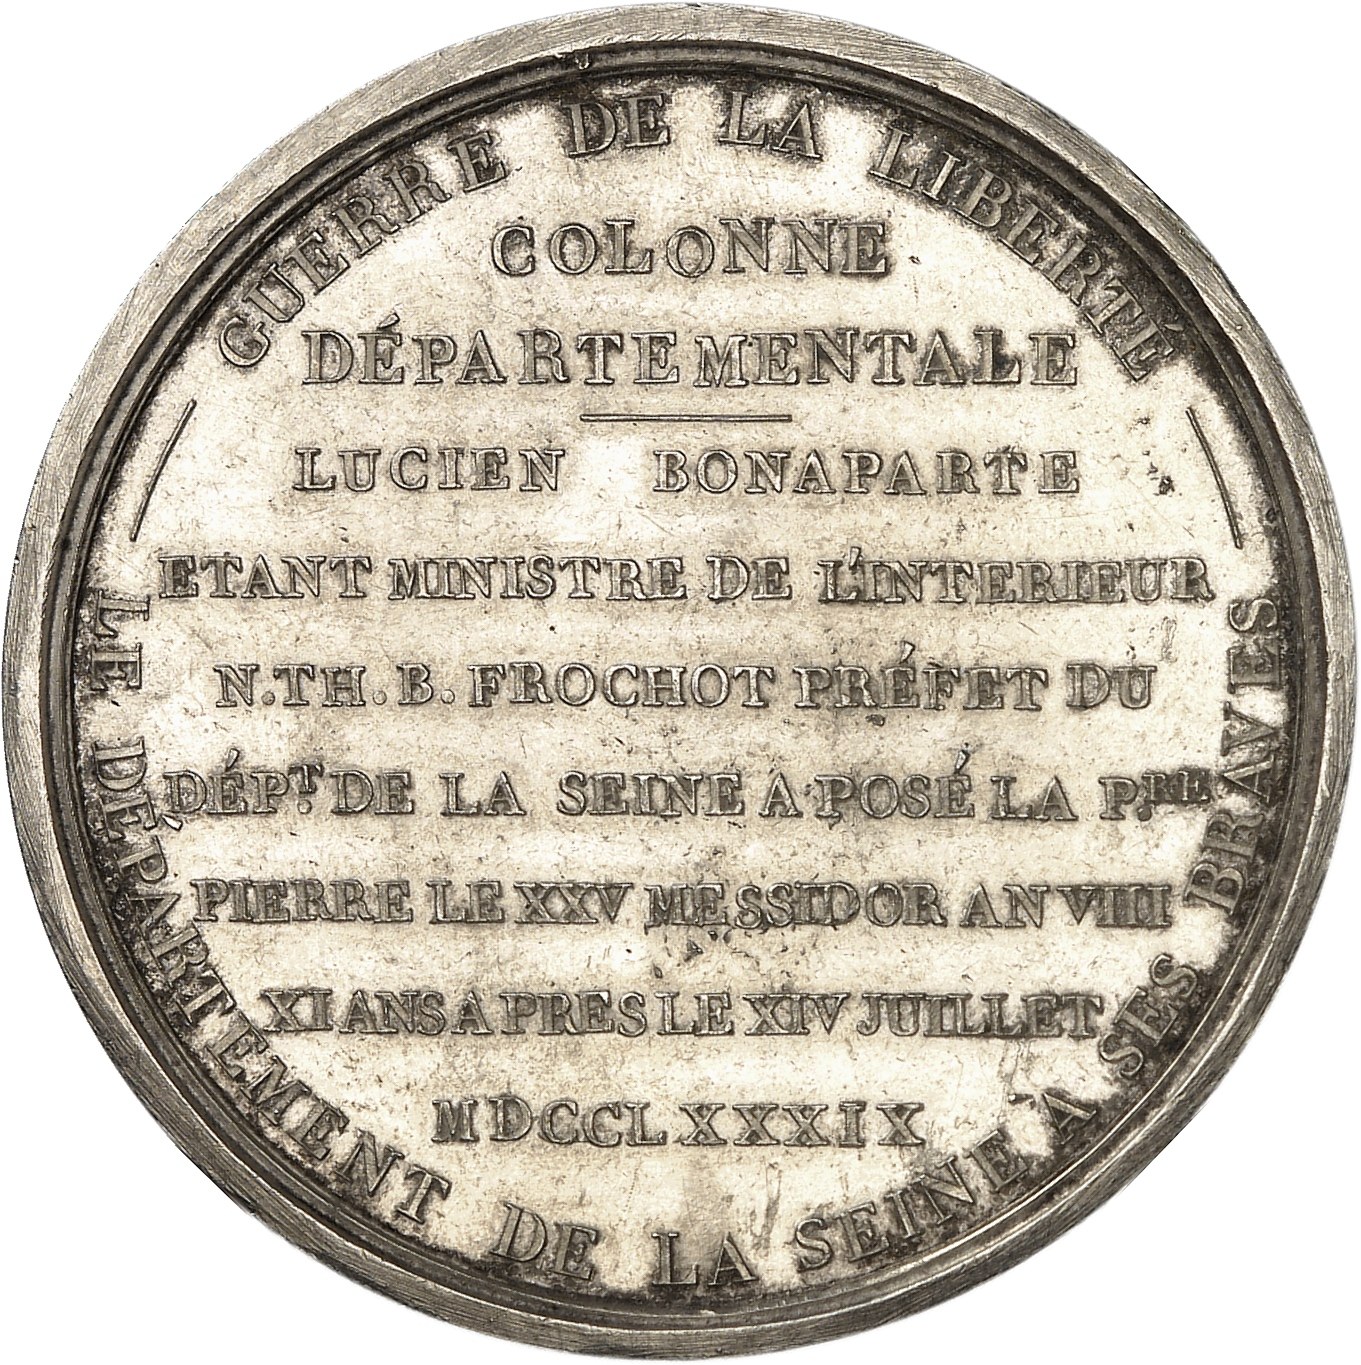 GUERRE DE LA LIBERTÉ
COLONNE
DÉPARTEMENTALE
LUCIEN BONAPARTE
ETANT MINISTRE DE L'INTERIEUR
N.TH.B.FROCHOT PRÉFET DU
DÉP.T DE LA SEINE A POSÉ LA P.RE
PIERRE LE XXV MESSIDOR AN VIII
XI ANS APRES LE XIV JUILLET
MDCCLXXXIX
LE DÉPARTEMENT DE LA SEINE À SES BRAVES